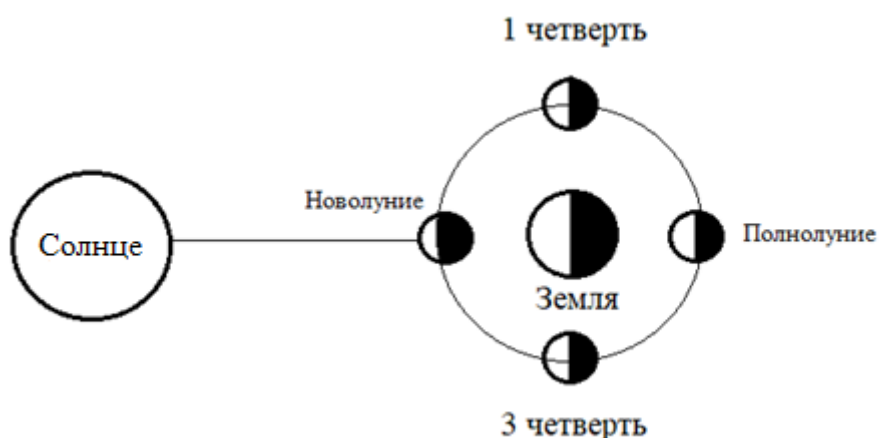 1 четверть
Новолуние
Солнце
Полнолуние
Земля
3 четверть